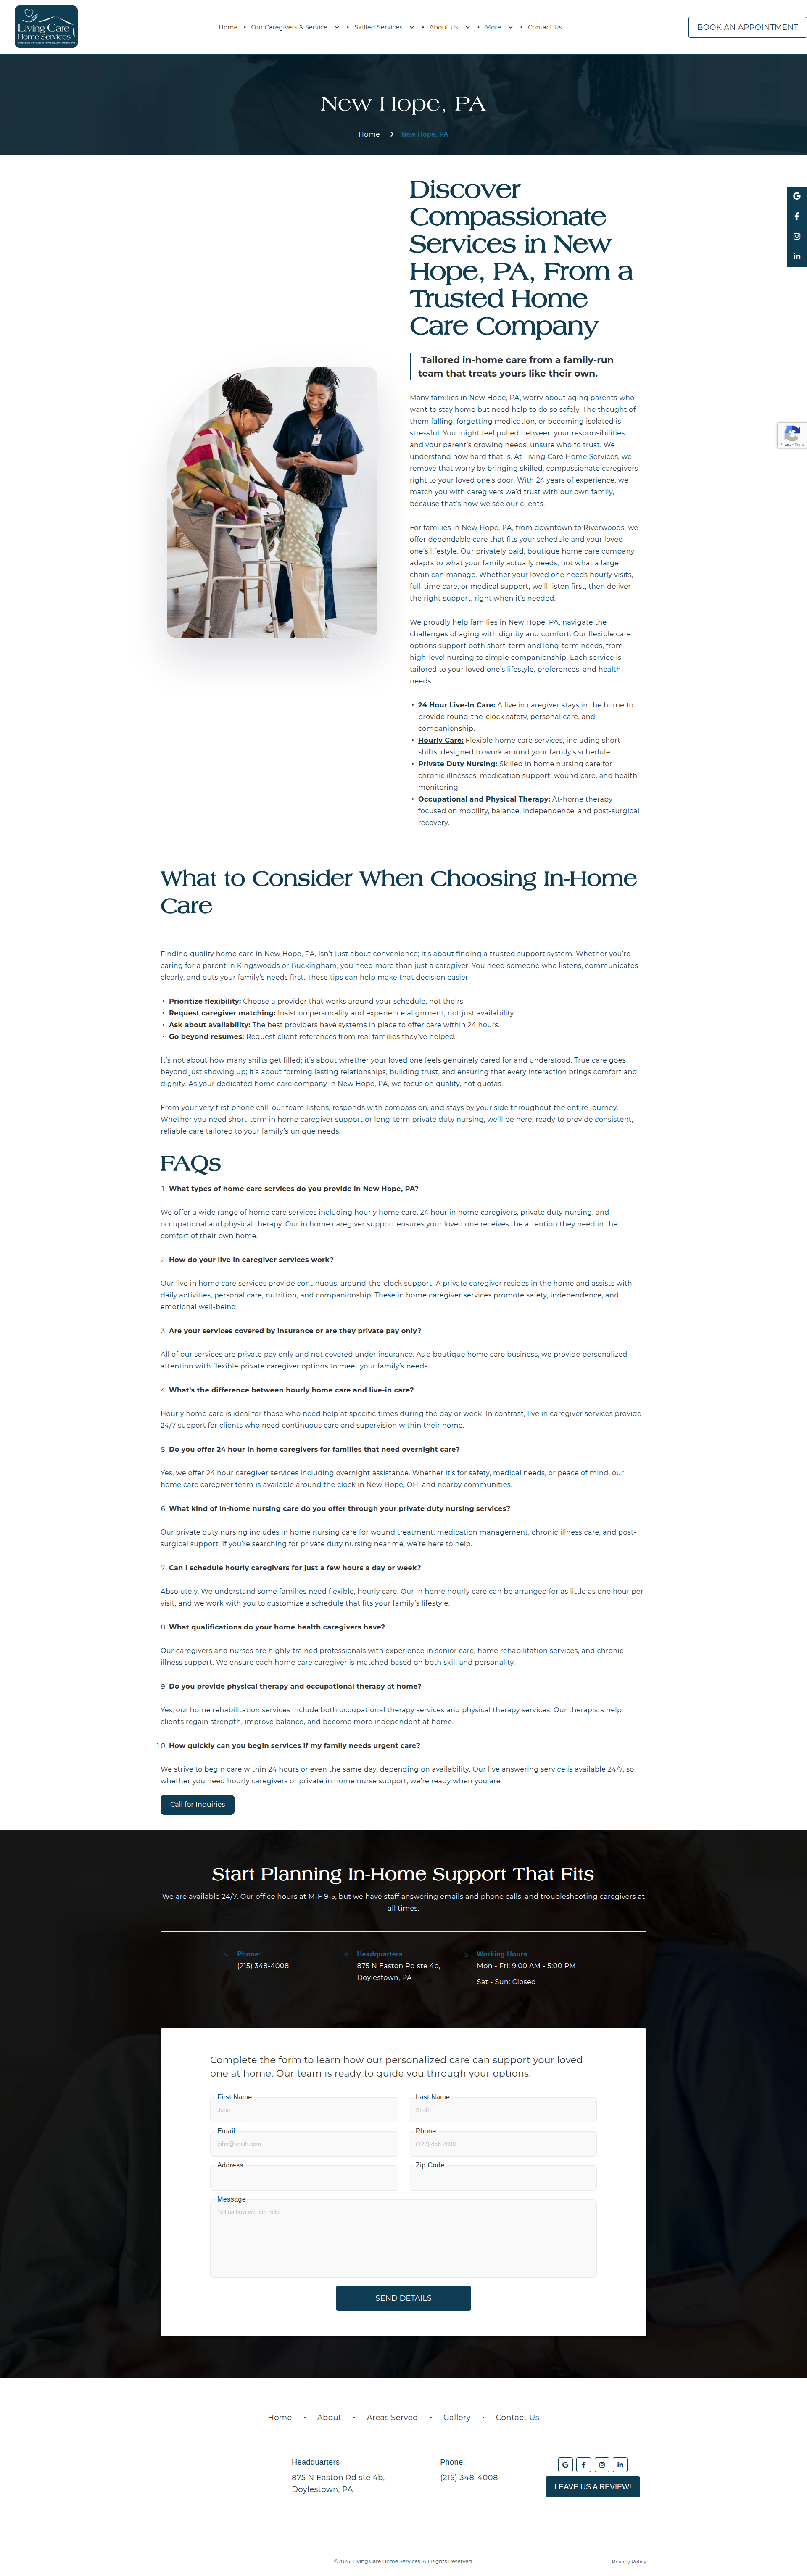 Living Care
Home Services
Home • Our Caregivers & Service • Skilled Services • About Us • More • Contact Us
BOOK AN APPOINTMENT
New Hope, PA
Home → New Hope, PA
Discover
Compassionate
Services in New
Hope, PA, From a
Trusted Home
Care Company
Tailored in-home care from a family-run
team that treats yours like their own.
Many families in New Hope, PA, worry about aging parents who
want to stay home but need help to do so safely. The thought of
them falling, forgetting medication, or becoming isolated is
stressful. You might feel pulled between your responsibilities
and your parent's growing needs, unsure who to trust. We
understand how hard that is. At Living Care Home Services, we
remove that worry by bringing skilled, compassionate caregivers
right to your loved one's door. With 24 years of experience, we
match you with caregivers we'd trust with our own family,
because that's how we see our clients.
For families in New Hope, PA, from downtown to Riverwoods, we
offer dependable care that fits your schedule and your loved
one's lifestyle. Our privately paid, boutique home care company
adapts to what your family actually needs, not what a large
chain can manage. Whether your loved one needs hourly visits,
full-time care, or medical support, we'll listen first, then deliver
the right support, right when it's needed.
We proudly help families in New Hope, PA, navigate the
challenges of aging with dignity and comfort. Our flexible care
options support both short-term and long-term needs, from
high-level nursing to simple companionship. Each service is
tailored to your loved one's lifestyle, preferences, and health
needs.
• 24 Hour Live-In Care: A live in caregiver stays in the home to
provide round-the-clock safety, personal care, and
companionship.
• Hourly Care: Flexible home care services, including short
shifts, designed to work around your family's schedule.
• Private Duty Nursing: Skilled in home nursing care for
chronic illnesses, medication support, wound care, and health
monitoring.
• Occupational and Physical Therapy: At-home therapy
focused on mobility, balance, independence, and post-surgical
recovery.
What to Consider When Choosing In-Home
Care
Finding quality home care in New Hope, PA, isn't just about convenience; it's about finding a trusted support system. Whether you're
caring for a parent in Kingswoods or Buckingham, you need more than just a caregiver. You need someone who listens, communicates
clearly, and puts your family's needs first. These tips can help make that decision easier.
• Prioritize flexibility: Choose a provider that works around your schedule, not theirs.
• Request caregiver matching: Insist on personality and experience alignment, not just availability.
• Ask about availability: The best providers have systems in place to offer care within 24 hours.
• Go beyond resumes: Request client references from real families they've helped.
It's not about how many shifts get filled; it's about whether your loved one feels genuinely cared for and understood. True care goes
beyond just showing up; it's about forming lasting relationships, building trust, and ensuring that every interaction brings comfort and
dignity. As your dedicated home care company in New Hope, PA, we focus on quality, not quotas.
From your very first phone call, our team listens, responds with compassion, and stays by your side throughout the entire journey.
Whether you need short-term in home caregiver support or long-term private duty nursing, we'll be here; ready to provide consistent,
reliable care tailored to your family's unique needs.
FAQs
1. What types of home care services do you provide in New Hope, PA?
We offer a wide range of home care services including hourly home care, 24 hour in home caregivers, private duty nursing, and
occupational and physical therapy. Our in home caregiver support ensures your loved one receives the attention they need in the
comfort of their own home.
2. How do your live in caregiver services work?
Our live in home care services provide continuous, around-the-clock support. A private caregiver resides in the home and assists with
daily activities, personal care, nutrition, and companionship. These in home caregiver services promote safety, independence, and
emotional well-being.
3. Are your services covered by insurance or are they private pay only?
All of our services are private pay only and not covered under insurance. As a boutique home care business, we provide personalized
attention with flexible private caregiver options to meet your family's needs.
4. What's the difference between hourly home care and live-in care?
Hourly home care is ideal for those who need help at specific times during the day or week. In contrast, live in caregiver services provide
24/7 support for clients who need continuous care and supervision within their home.
5. Do you offer 24 hour in home caregivers for families that need overnight care?
Yes, we offer 24 hour caregiver services including overnight assistance. Whether it's for safety, medical needs, or peace of mind, our
home care caregiver team is available around the clock in New Hope, OH, and nearby communities.
6. What kind of in-home nursing care do you offer through your private duty nursing services?
Our private duty nursing includes in home nursing care for wound treatment, medication management, chronic illness care, and post-
surgical support. If you're searching for private duty nursing near me, we're here to help.
7. Can I schedule hourly caregivers for just a few hours a day or week?
Absolutely. We understand some families need flexible, hourly care. Our in home hourly care can be arranged for as little as one hour per
visit, and we work with you to customize a schedule that fits your family's lifestyle.
8. What qualifications do your home health caregivers have?
Our caregivers and nurses are highly trained professionals with experience in senior care, home rehabilitation services, and chronic
illness support. We ensure each home care caregiver is matched based on both skill and personality.
9. Do you provide physical therapy and occupational therapy at home?
Yes, our home rehabilitation services include both occupational therapy services and physical therapy services. Our therapists help
clients regain strength, improve balance, and become more independent at home.
10. How quickly can you begin services if my family needs urgent care?
We strive to begin care within 24 hours or even the same day, depending on availability. Our live answering service is available 24/7, so
whether you need hourly caregivers or private in home nurse support, we're ready when you are.
Call for Inquiries
Start Planning In-Home Support That Fits
We are available 24/7. Our office hours at M-F 9-5, but we have staff answering emails and phone calls, and troubleshooting caregivers at
all times.
Phone:
(215) 348-4008
Headquarters
875 N Easton Rd ste 4b,
Doylestown, PA
Working Hours
Mon - Fri: 9:00 AM - 5:00 PM
Sat - Sun: Closed
Complete the form to learn how our personalized care can support your loved
one at home. Our team is ready to guide you through your options.
First Name Last Name
John Smith
Email Phone
john@smith.com (123) 456 7890
Address Zip Code
Message
Tell us how we can help
SEND DETAILS
Home • About • Areas Served • Gallery • Contact Us
Headquarters
875 N Easton Rd ste 4b,
Doylestown, PA
Phone:
(215) 348-4008
LEAVE US A REVIEW!
©2025, Living Care Home Services. All Rights Reserved.
Privacy Policy